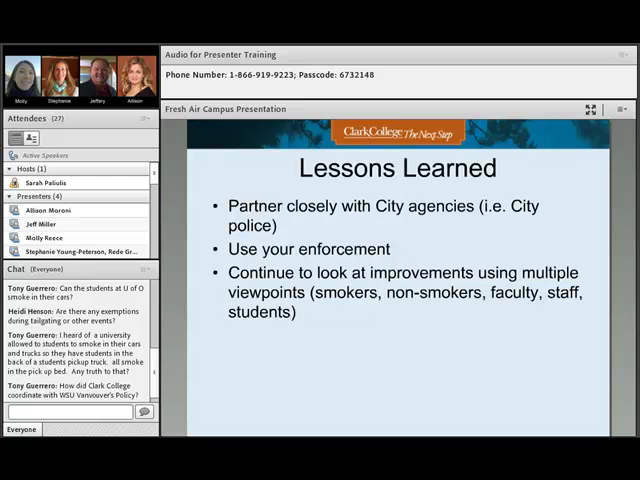 Molly
Stephanie
Jeffery
Allison
Attendees (27)
Active Speakers
Hosts (1)
Sarah Paliulis
Presenters (4)
Allison Moroni
Jeff Miller
Molly Reece
Stephanie Young-Peterson, Rede Gr...
Chat (Everyone)
Tony Guerrero: Can the students at U of O
smoke in their cars?
Heidi Henson: Are there any exemptions
during tailgating or other events?
Tony Guerrero: I heard of a university
allowed to students to smoke in their cars
and trucks so they have students in the
back of a students pickup truck. all smoke
in the pick up bed. Any truth to that?
Tony Guerrero: How did Clark College
coordinate with WSU Vanvouver's Policy?
Everyone
Audio for Presenter Training
Phone Number: 1-866-919-9223; Passcode: 6732148
Fresh Air Campus Presentation
ClarkCollege The Next Step
Lessons Learned
• Partner closely with City agencies (i.e. City
police)
• Use your enforcement
• Continue to look at improvements using multiple
viewpoints (smokers, non-smokers, faculty, staff,
students)